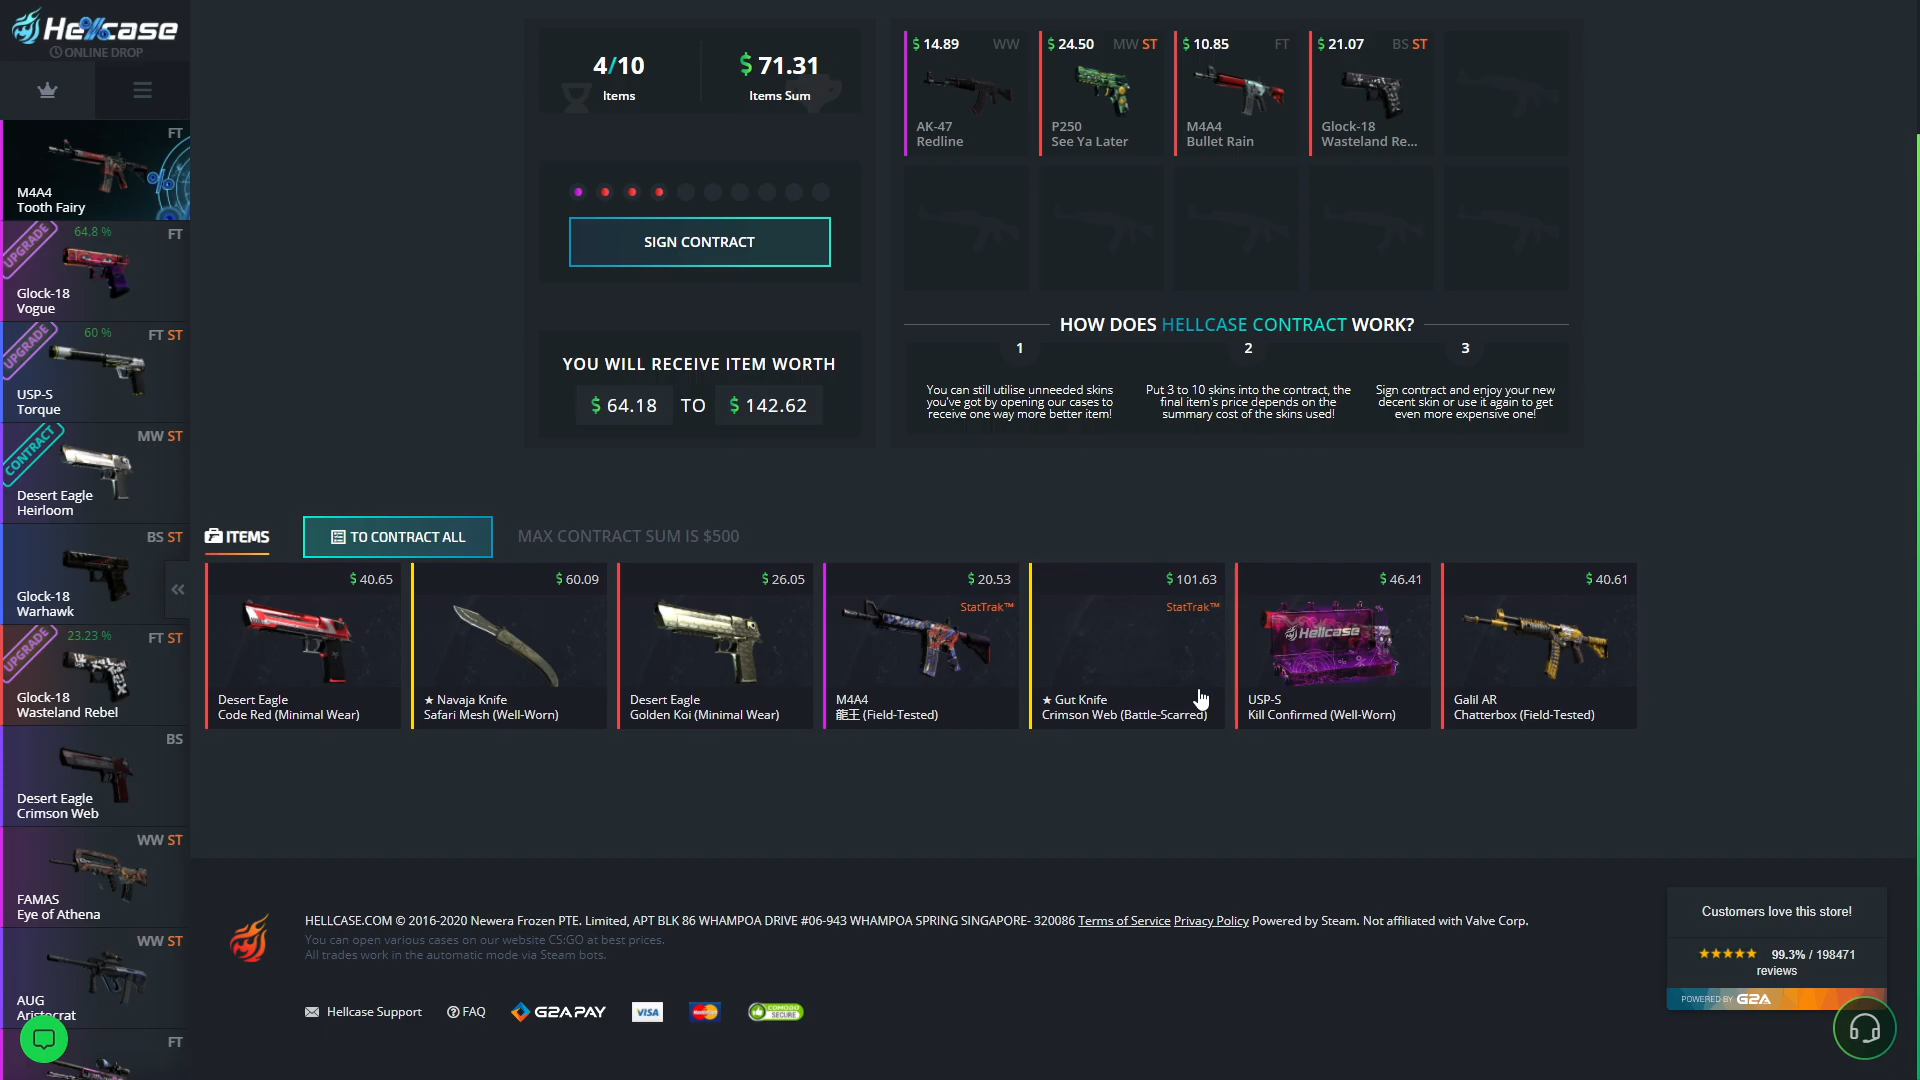 Hellcase
ONLINE DROP
FT
M4A4
Tooth Fairy
UPGRADE
64.8 %
FT
Glock-18
Vogue
UPGRADE
60 %
FT ST
USP-S
Torque
CONTRACT
MW ST
Desert Eagle
Heirloom
BS ST
Glock-18
Warhawk
UPGRADE
23.23 %
FT ST
Glock-18
Wasteland Rebel
BS
Desert Eagle
Crimson Web
WW ST
FAMAS
Eye of Athena
WW ST
AUG
Aristocrat
FT
4/10
Items
$ 71.31
Items Sum
SIGN CONTRACT
YOU WILL RECEIVE ITEM WORTH
$ 64.18 TO $ 142.62
$ 14.89 WW
AK-47
Redline
$ 24.50 MW ST
P250
See Ya Later
$ 10.85 FT
M4A4
Bullet Rain
$ 21.07 BS ST
Glock-18
Wasteland Re...
HOW DOES HELLCASE CONTRACT WORK?
1
You can still utilise unneeded skins
you've got by opening our cases to
receive one way more better item!
2
Put 3 to 10 skins into the contract, the
final item's price depends on the
summary cost of the skins used!
3
Sign contract and enjoy your new
decent skin or use it again to get
even more expensive one!
ITEMS
TO CONTRACT ALL
MAX CONTRACT SUM IS $500
$ 40.65
Desert Eagle
Code Red (Minimal Wear)
$ 60.09
★ Navaja Knife
Safari Mesh (Well-Worn)
$ 26.05
Desert Eagle
Golden Koi (Minimal Wear)
$ 20.53
StatTrak™
M4A4
龍王 (Field-Tested)
$ 101.63
StatTrak™
★ Gut Knife
Crimson Web (Battle-Scarred)
$ 46.41
Hellcase
USP-S
Kill Confirmed (Well-Worn)
$ 40.61
Galil AR
Chatterbox (Field-Tested)
HELLCASE.COM © 2016-2020 Newera Frozen PTE. Limited, APT BLK 86 WHAMPOA DRIVE #06-943 WHAMPOA SPRING SINGAPORE- 320086 Terms of Service Privacy Policy Powered by Steam. Not affiliated with Valve Corp.
You can open various cases on our website CS:GO at best prices.
All trades work in the automatic mode via Steam bots.
Hellcase Support
FAQ
G2A PAY
VISA
MasterCard
COMODO
SECURE
Customers love this store!
★★★★★ 99.3% / 198471
reviews
POWERED BY G2A